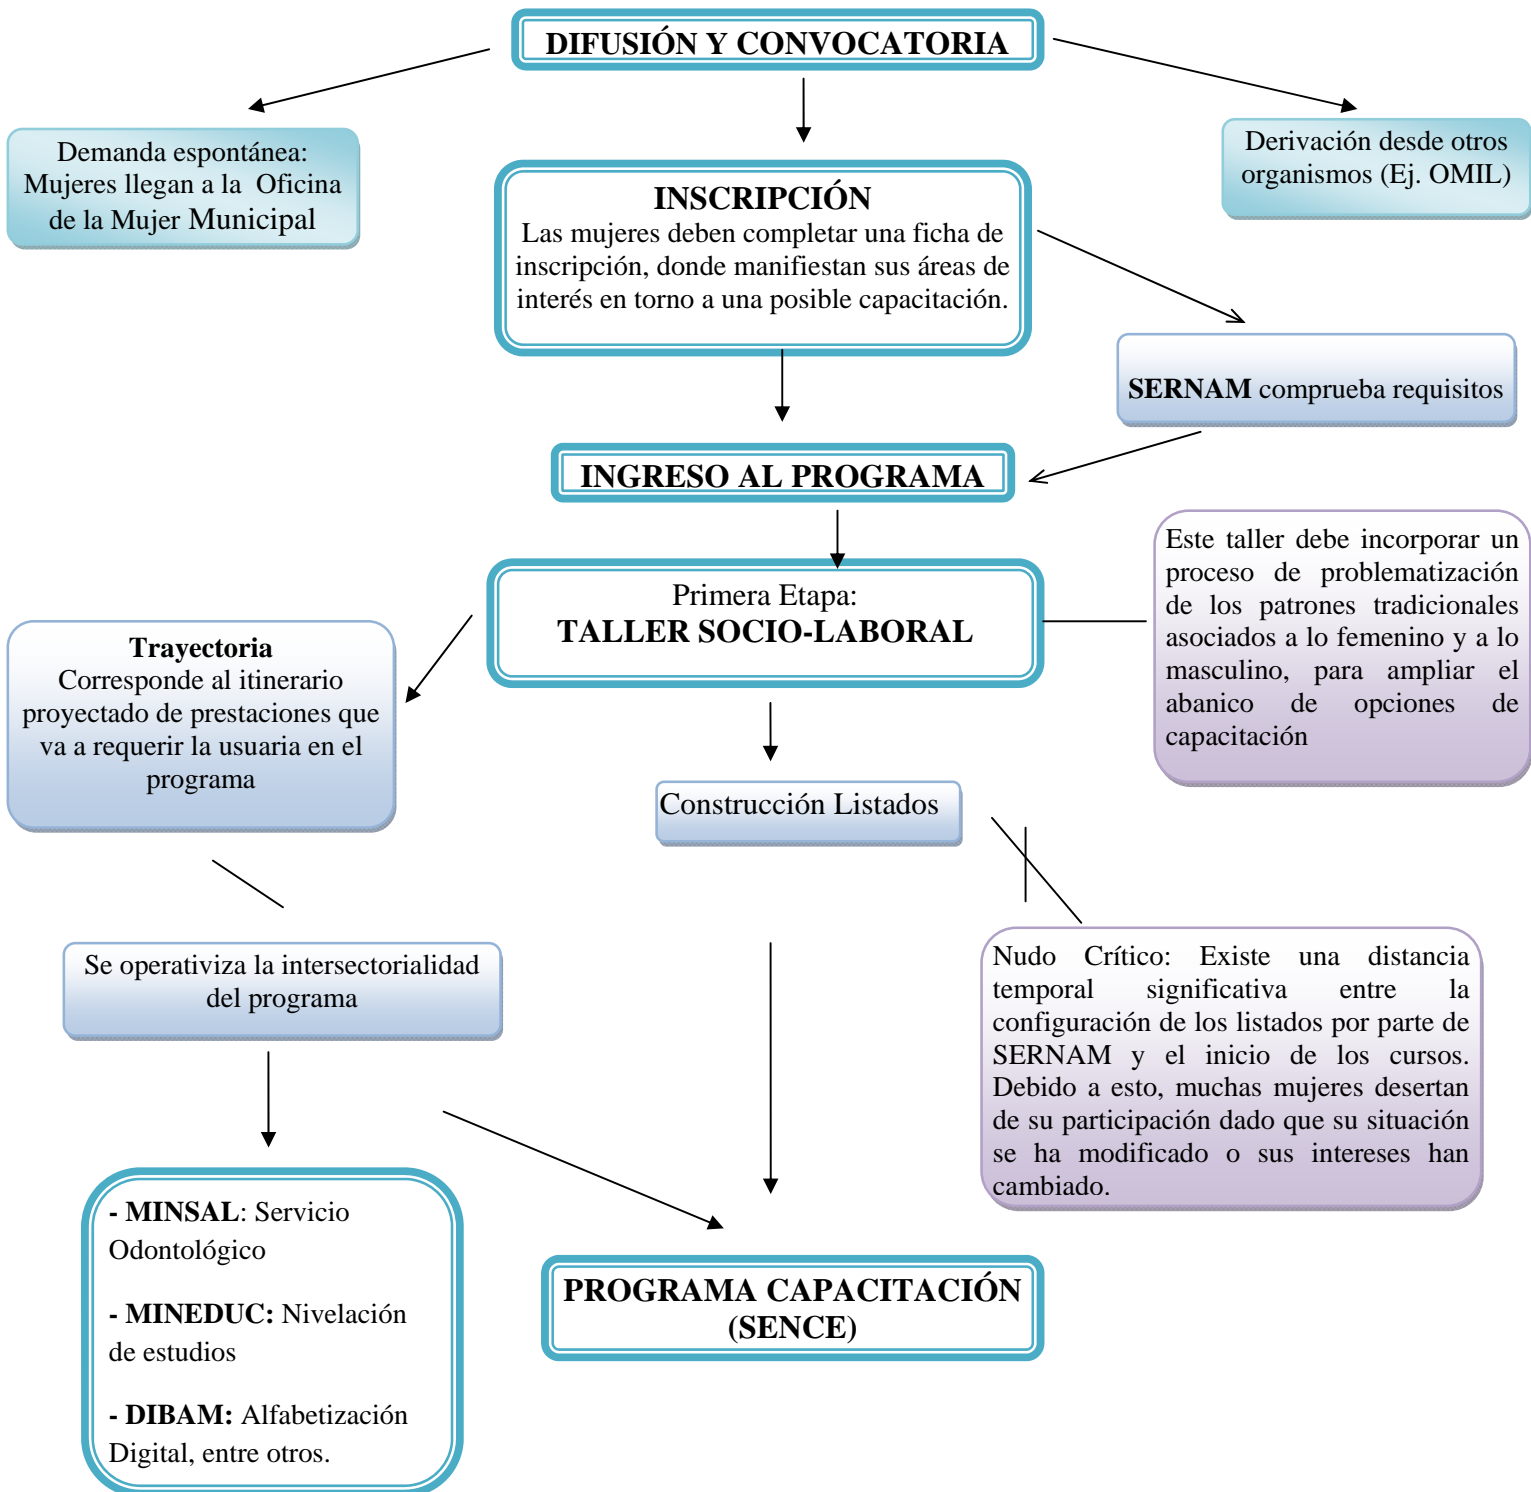 DIFUSIÓN Y CONVOCATORIA
Demanda espontánea:
Mujeres llegan a la Oficina
de la Mujer Municipal
Derivación desde otros
organismos (Ej. OMIL)
INSCRIPCIÓN
Las mujeres deben completar una ficha de
inscripción, donde manifiestan sus áreas de
interés en torno a una posible capacitación.
SERNAM comprueba requisitos
INGRESO AL PROGRAMA
Primera Etapa:
TALLER SOCIO-LABORAL
Este taller debe incorporar un
proceso de problematización
de los patrones tradicionales
asociados a lo femenino y a lo
masculino, para ampliar el
abanico de opciones de
capacitación
Trayectoria
Corresponde al itinerario
proyectado de prestaciones que
va a requerir la usuaria en el
programa
Construcción Listados
Se operativiza la intersectorialidad
del programa
Nudo Crítico: Existe una distancia
temporal significativa entre la
configuración de los listados por parte de
SERNAM y el inicio de los cursos.
Debido a esto, muchas mujeres desertan
de su participación dado que su situación
se ha modificado o sus intereses han
cambiado.
- MINSAL: Servicio
Odontológico
- MINEDUC: Nivelación
de estudios
- DIBAM: Alfabetización
Digital, entre otros.
PROGRAMA CAPACITACIÓN
(SENCE)